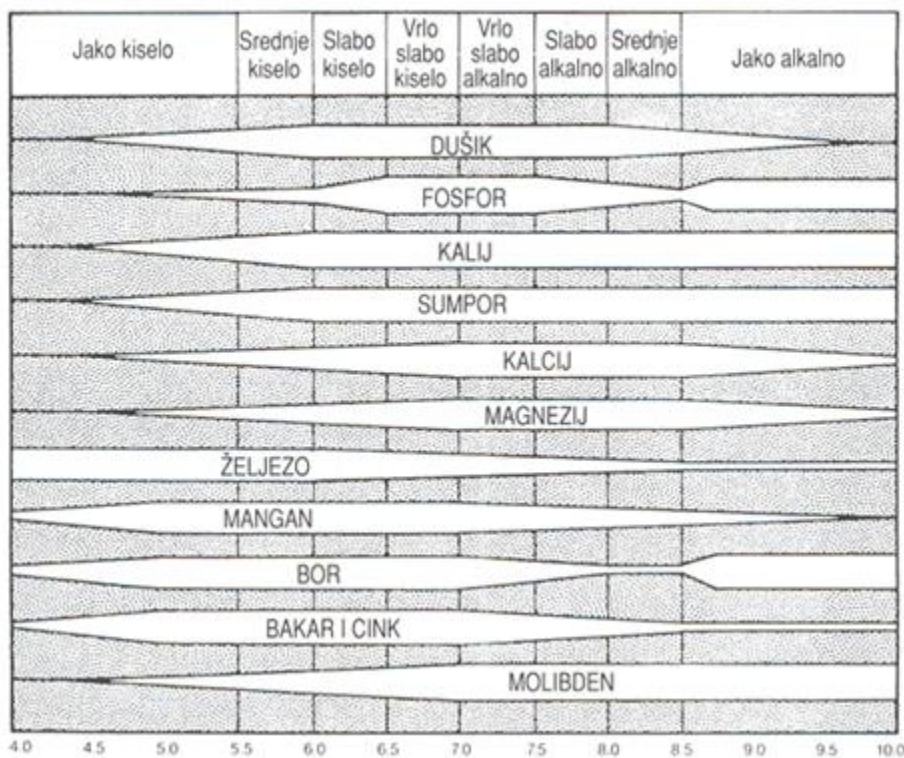 Jako kiselo
Srednje
kiselo
Slabo
kiselo
Vrlo
slabo
kiselo
Vrlo
slabo
alkalno
Slabo
alkalno
Srednje
alkalno
Jako alkalno
DUŠIK
FOSFOR
KALIJ
SUMPOR
KALCIJ
MAGNEZIJ
ŽELJEZO
MANGAN
BOR
BAKAR I CINK
MOLIBDEN
4.0 4.5 5.0 5.5 6.0 6.5 7.0 7.5 8.0 8.5 9.0 9.5 10.0